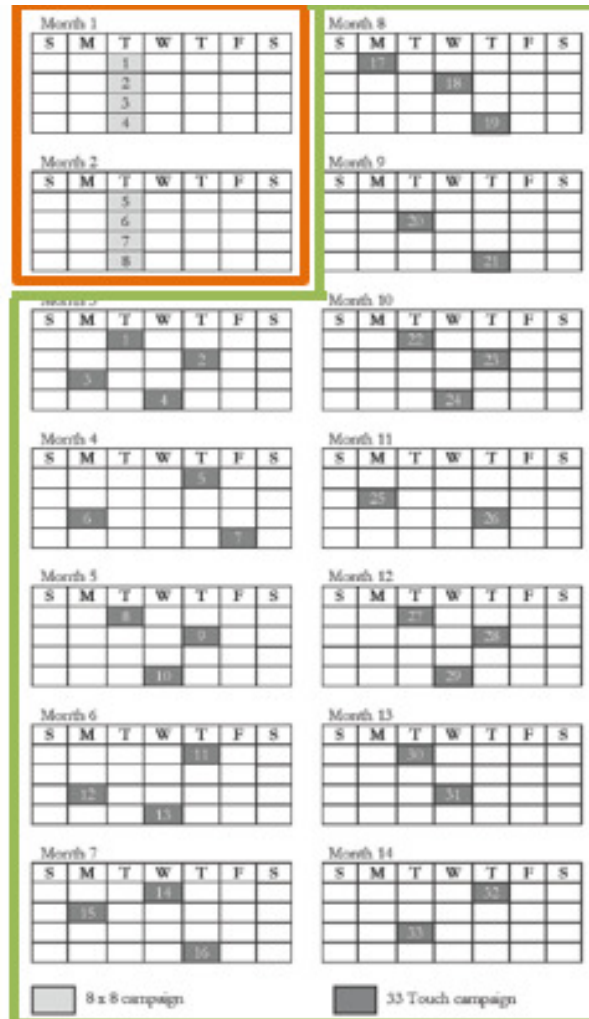 Month 1
S M T W T F S
1
2
3
4
Month 2
S M T W T F S
5
6
7
8
S M T W T F S
1
2
3
4
Month 4
S M T W T F S
5
6
7
Month 5
S M T W T F S
8
9
10
Month 6
S M T W T F S
11
12
13
Month 7
S M T W T F S
14
15
16
Month 8
S M T W T F S
17
18
19
Month 9
S M T W T F S
20
21
Month 10
S M T W T F S
22
23
24
Month 11
S M T W T F S
25
26
Month 12
S M T W T F S
27
28
29
Month 13
S M T W T F S
30
31
Month 14
S M T W T F S
32
33
8 x 8 campaign
33 Touch campaign